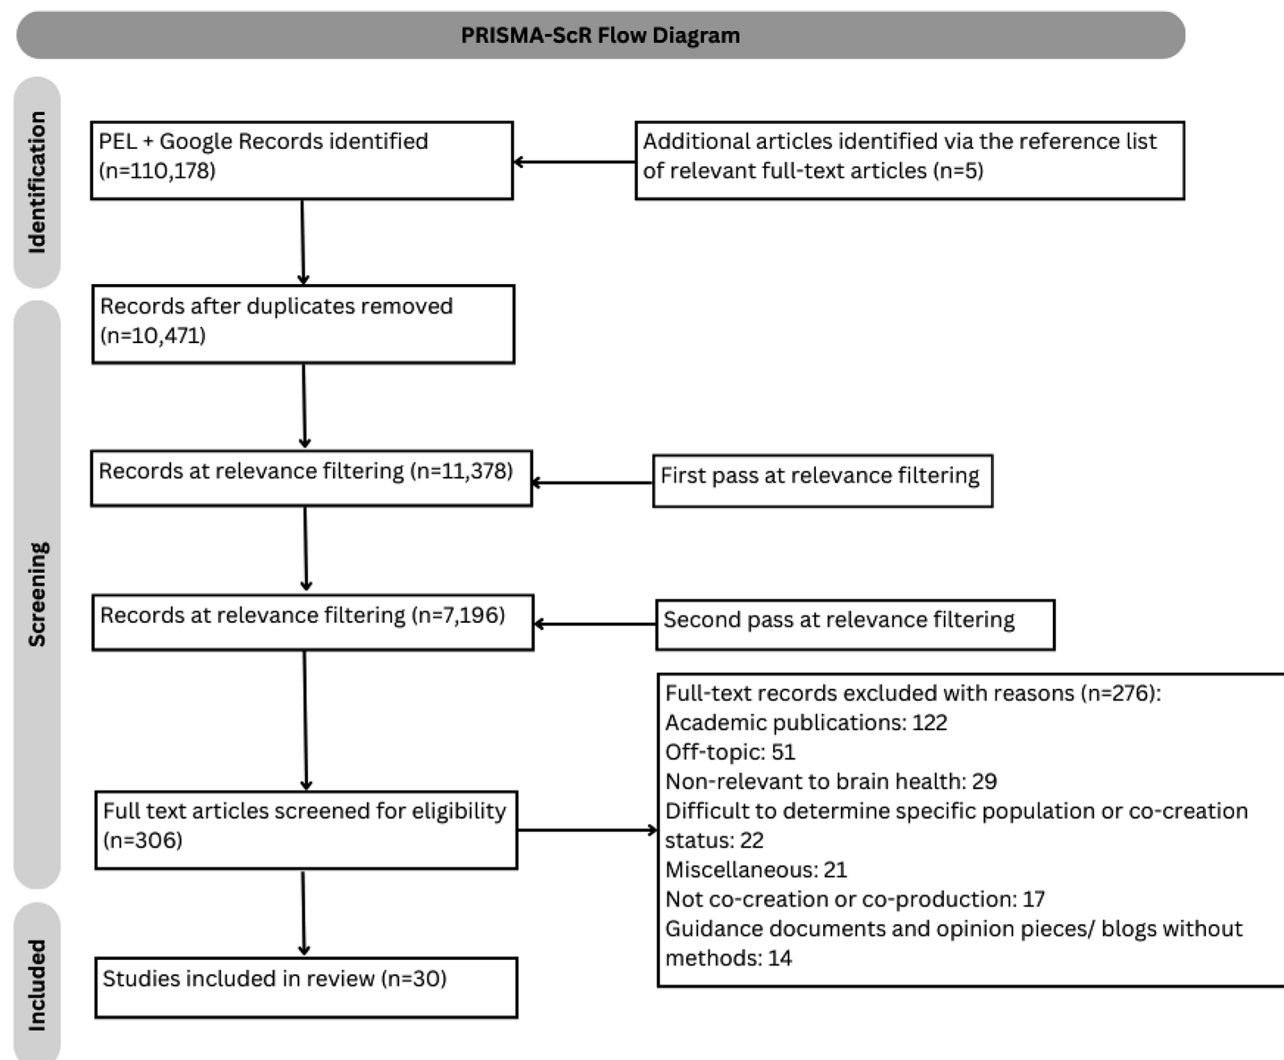 PRISMA-ScR Flow Diagram
Identification
PEL + Google Records identified
(n=110,178)
Additional articles identified via the reference list
of relevant full-text articles (n=5)
Screening
Records after duplicates removed
(n=10,471)
Records at relevance filtering (n=11,378)
First pass at relevance filtering
Records at relevance filtering (n=7,196)
Second pass at relevance filtering
Full text articles screened for eligibility
(n=306)
Full-text records excluded with reasons (n=276):
Academic publications: 122
Off-topic: 51
Non-relevant to brain health: 29
Difficult to determine specific population or co-creation
status: 22
Miscellaneous: 21
Not co-creation or co-production: 17
Guidance documents and opinion pieces/ blogs without
methods: 14
Included
Studies included in review (n=30)